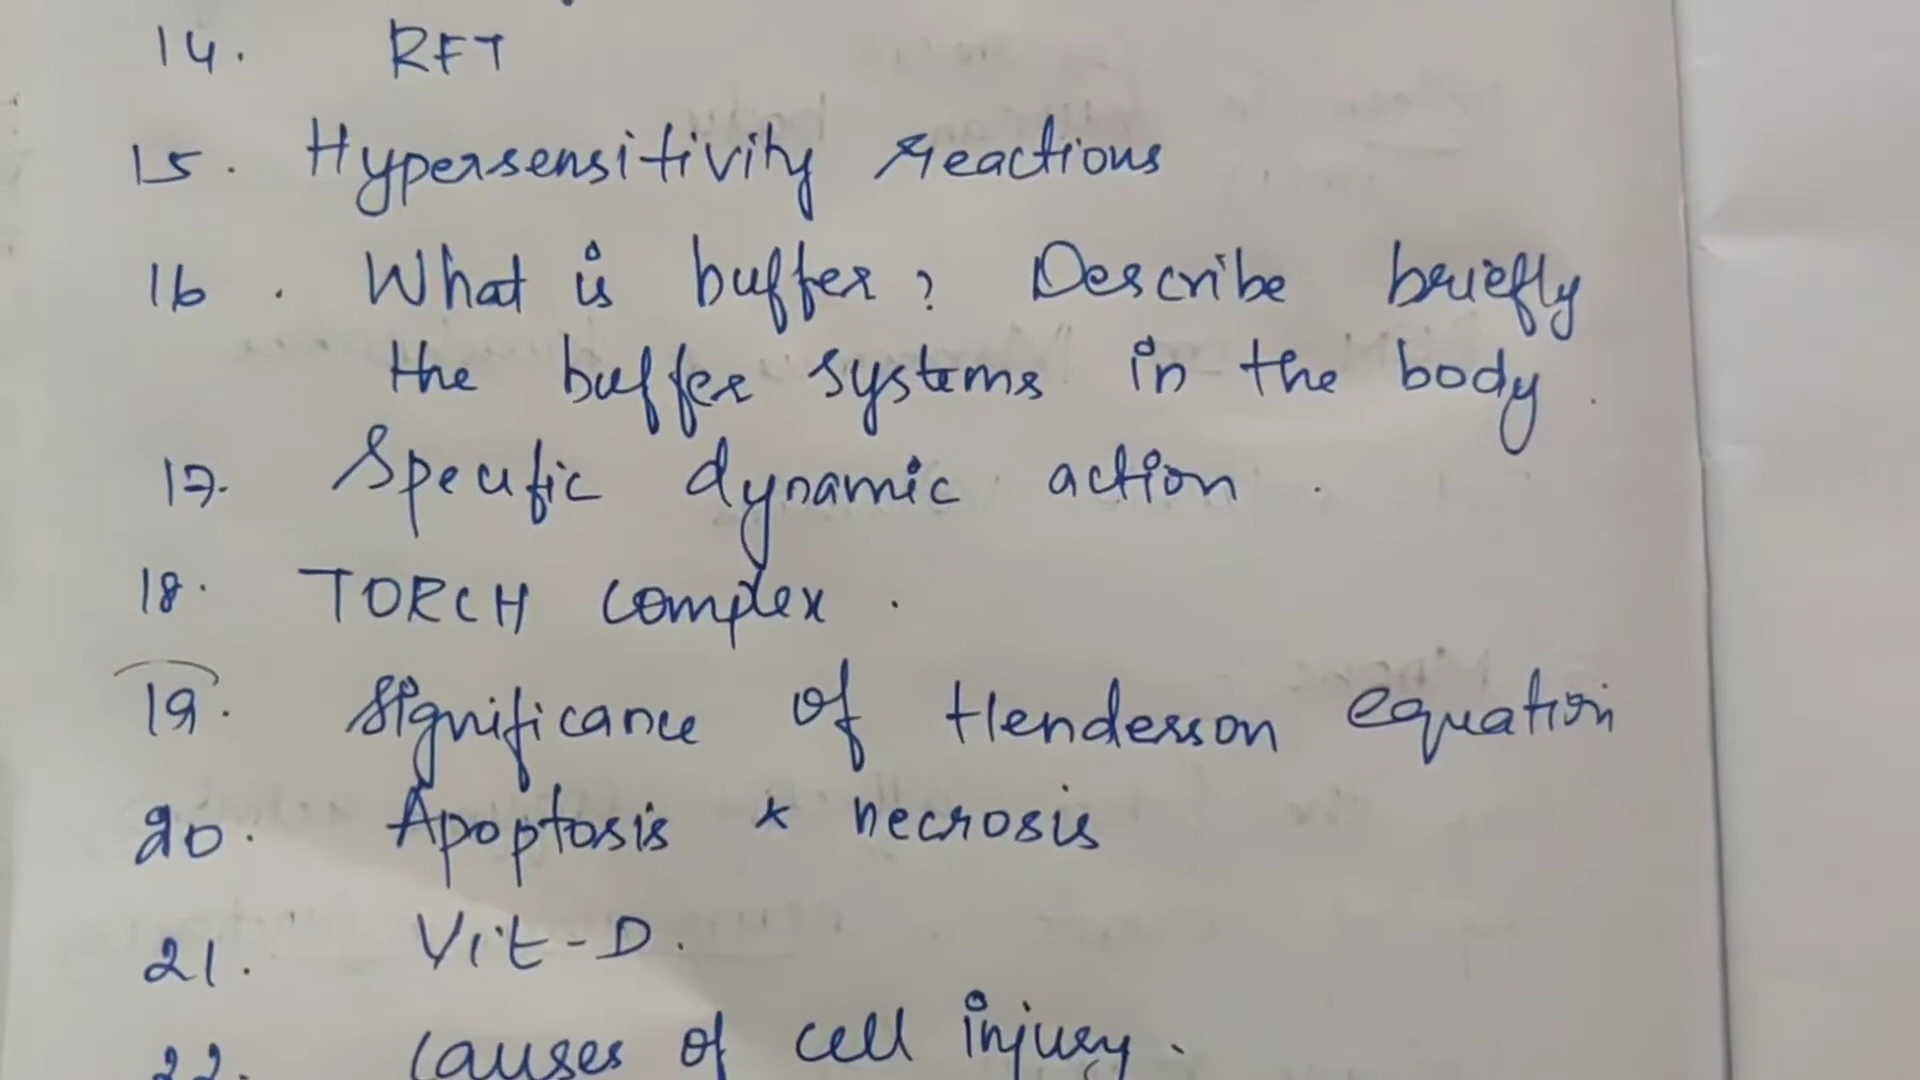 14. RFT
15. Hypersensitivity reactions
16. What is buffer? Describe briefly
the buffer systems in the body.
17. Specific dynamic action.
18. TORCH complex.
19. Significance of Henderson equation
20. Apoptosis * necrosis
21. Vit-D.
22. causes of cell injury.